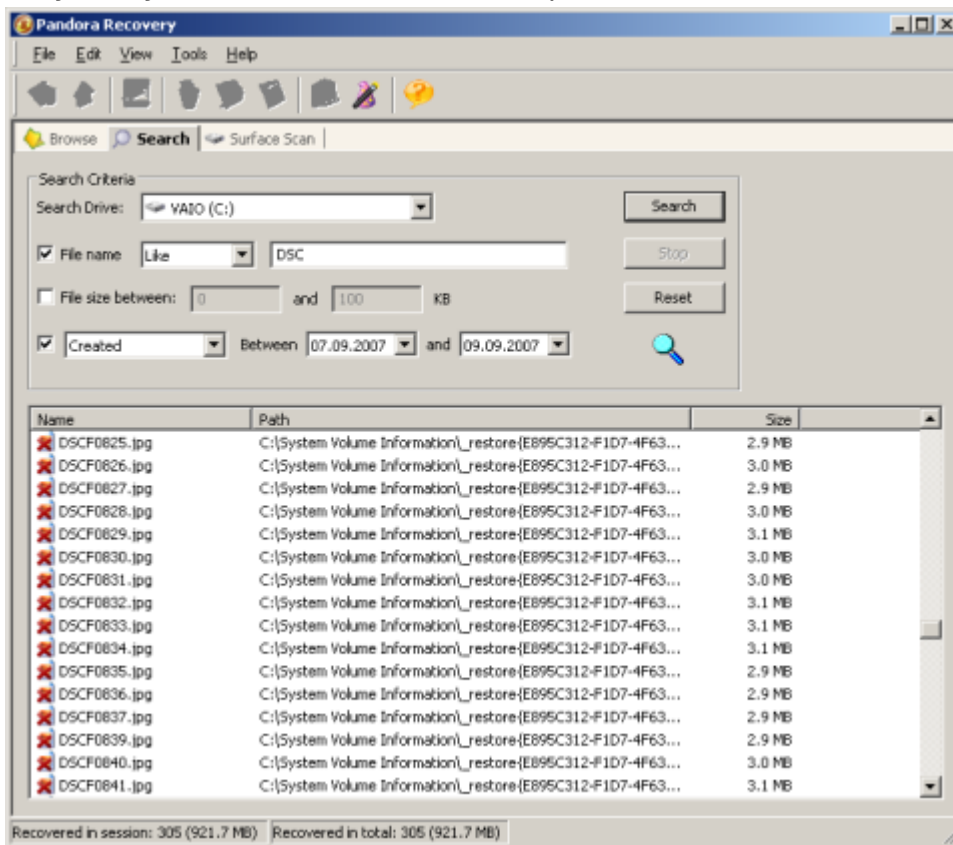 Pandora Recovery
File Edit View Tools Help
Browse Search Surface Scan
Search Criteria
Search Drive: VAIO (C:) Search
File name Like DSC Stop
File size between: 0 and 100 KB Reset
Created Between 07.09.2007 and 09.09.2007
Name Path Size
DSCF0825.jpg C:\System Volume Information\_restore{E895C312-F1D7-4F63... 2.9 MB
DSCF0826.jpg C:\System Volume Information\_restore{E895C312-F1D7-4F63... 3.0 MB
DSCF0827.jpg C:\System Volume Information\_restore{E895C312-F1D7-4F63... 2.9 MB
DSCF0828.jpg C:\System Volume Information\_restore{E895C312-F1D7-4F63... 3.0 MB
DSCF0829.jpg C:\System Volume Information\_restore{E895C312-F1D7-4F63... 3.1 MB
DSCF0830.jpg C:\System Volume Information\_restore{E895C312-F1D7-4F63... 3.0 MB
DSCF0831.jpg C:\System Volume Information\_restore{E895C312-F1D7-4F63... 3.0 MB
DSCF0832.jpg C:\System Volume Information\_restore{E895C312-F1D7-4F63... 3.1 MB
DSCF0833.jpg C:\System Volume Information\_restore{E895C312-F1D7-4F63... 3.1 MB
DSCF0834.jpg C:\System Volume Information\_restore{E895C312-F1D7-4F63... 3.1 MB
DSCF0835.jpg C:\System Volume Information\_restore{E895C312-F1D7-4F63... 2.9 MB
DSCF0836.jpg C:\System Volume Information\_restore{E895C312-F1D7-4F63... 2.9 MB
DSCF0837.jpg C:\System Volume Information\_restore{E895C312-F1D7-4F63... 2.9 MB
DSCF0839.jpg C:\System Volume Information\_restore{E895C312-F1D7-4F63... 2.9 MB
DSCF0840.jpg C:\System Volume Information\_restore{E895C312-F1D7-4F63... 3.0 MB
DSCF0841.jpg C:\System Volume Information\_restore{E895C312-F1D7-4F63... 3.1 MB
Recovered in session: 305 (921.7 MB) Recovered in total: 305 (921.7 MB)